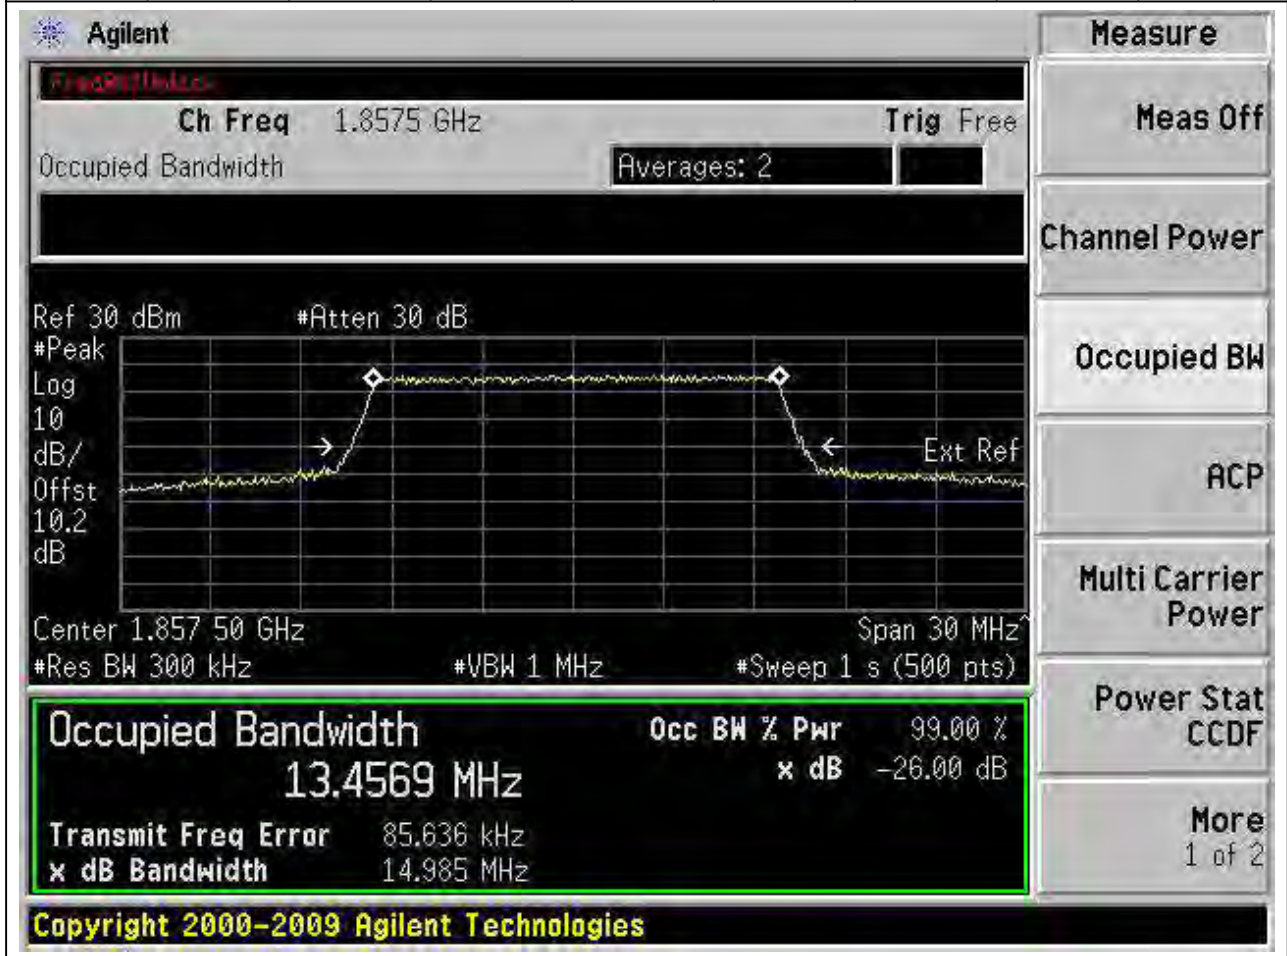 Agilent
Measure
Ch Freq 1.8575 GHz Trig Free
Occupied Bandwidth Averages: 2
Meas Off
Channel Power
Occupied BW
ACP
Multi Carrier
Power
Power Stat
CCDF
More
1 of 2
Ref 30 dBm #Atten 30 dB
#Peak
Log
10
dB/
Offst
10.2
dB
Ext Ref
Center 1.857 50 GHz Span 30 MHz^
#Res BW 300 kHz #VBW 1 MHz #Sweep 1 s (500 pts)
Occupied Bandwidth
13.4569 MHz
Occ BW % Pwr 99.00 %
x dB -26.00 dB
Transmit Freq Error 85.636 kHz
x dB Bandwidth 14.985 MHz
Copyright 2000-2009 Agilent Technologies